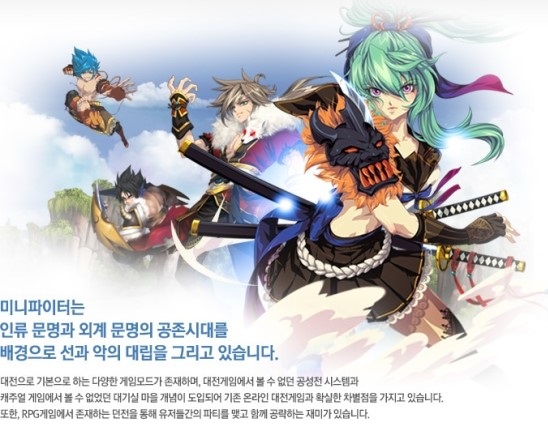 미니파이터는
인류 문명과 외계 문명의 공존시대를
배경으로 선과 악의 대립을 그리고 있습니다.
대전으로 기본으로 하는 다양한 게임모드가 존재하며, 대전게임에서 볼 수 없던 공성전 시스템과
캐주얼 게임에서 볼 수 없었던 대기실 마을 개념이 도입되어 기존 온라인 대전게임과 확실한 차별점을 가지고 있습니다.
또한, RPG게임에서 존재하는 던전을 통해 유저들간의 파티를 맺고 함께 공략하는 재미가 있습니다.